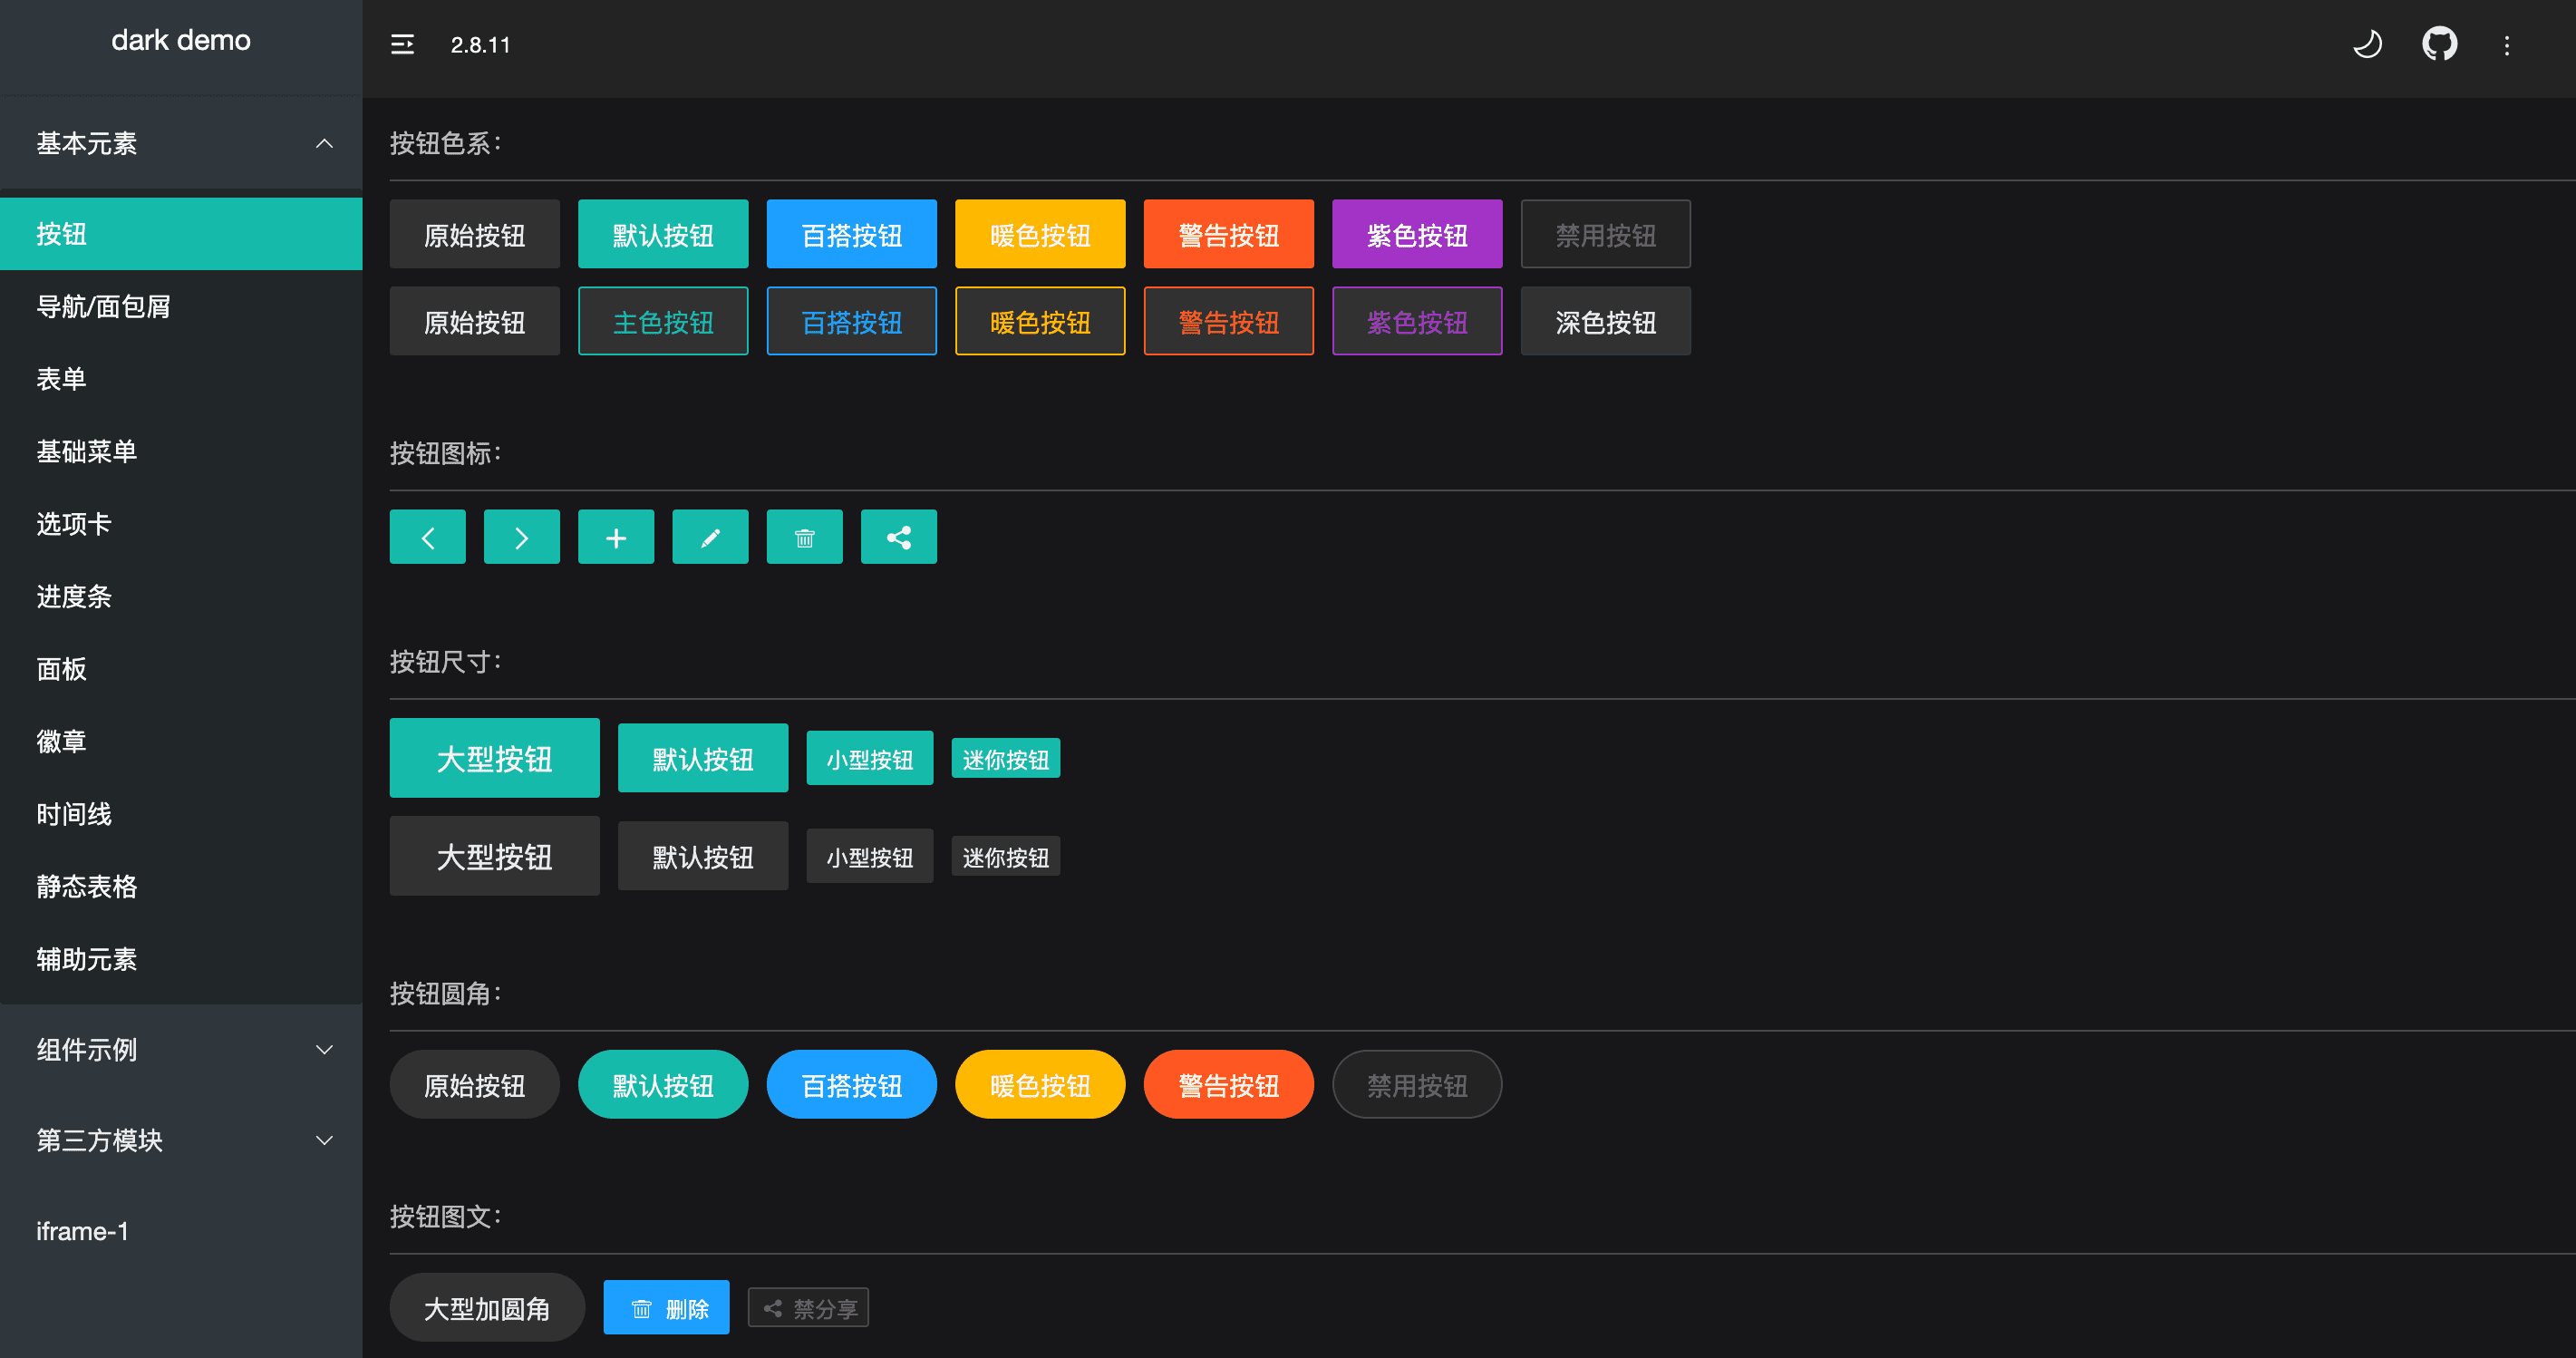 dark demo
2.8.11
基本元素
按钮
导航/面包屑
表单
基础菜单
选项卡
进度条
面板
徽章
时间线
静态表格
辅助元素
组件示例
第三方模块
iframe-1
按钮色系：
原始按钮 默认按钮 百搭按钮 暖色按钮 警告按钮 紫色按钮 禁用按钮
原始按钮 主色按钮 百搭按钮 暖色按钮 警告按钮 紫色按钮 深色按钮
按钮图标：
按钮尺寸：
大型按钮 默认按钮 小型按钮 迷你按钮
大型按钮 默认按钮 小型按钮 迷你按钮
按钮圆角：
原始按钮 默认按钮 百搭按钮 暖色按钮 警告按钮 禁用按钮
按钮图文：
大型加圆角 删除 禁分享